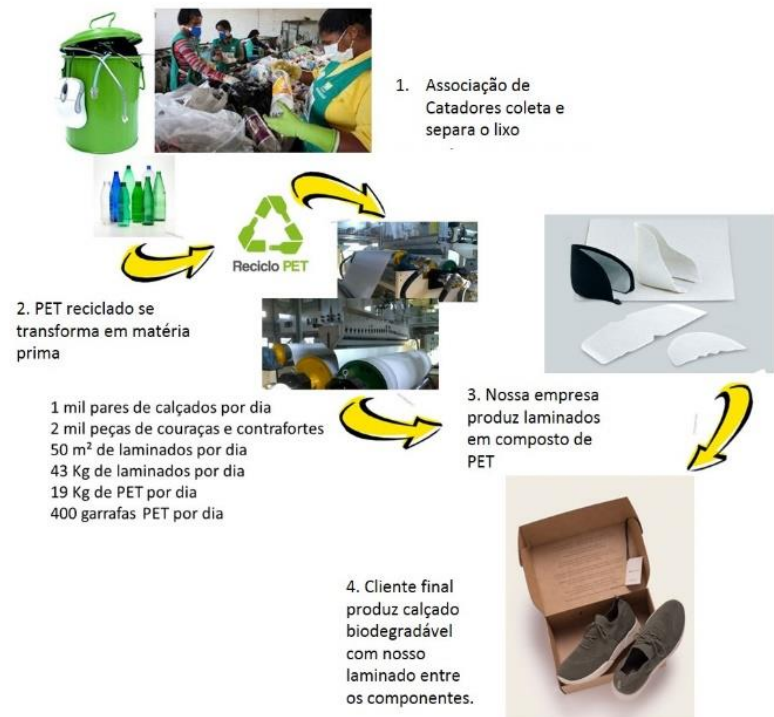 1. Associação de
Catadores coleta e
separa o lixo
Reciclo PET
2. PET reciclado se
transforma em matéria
prima
1 mil pares de calçados por dia
2 mil peças de couraças e contrafortes
50 m² de laminados por dia
43 Kg de laminados por dia
19 Kg de PET por dia
400 garrafas PET por dia
3. Nossa empresa
produz laminados
em composto de
PET
4. Cliente final
produz calçado
biodegradável
com nosso
laminado entre
os componentes.